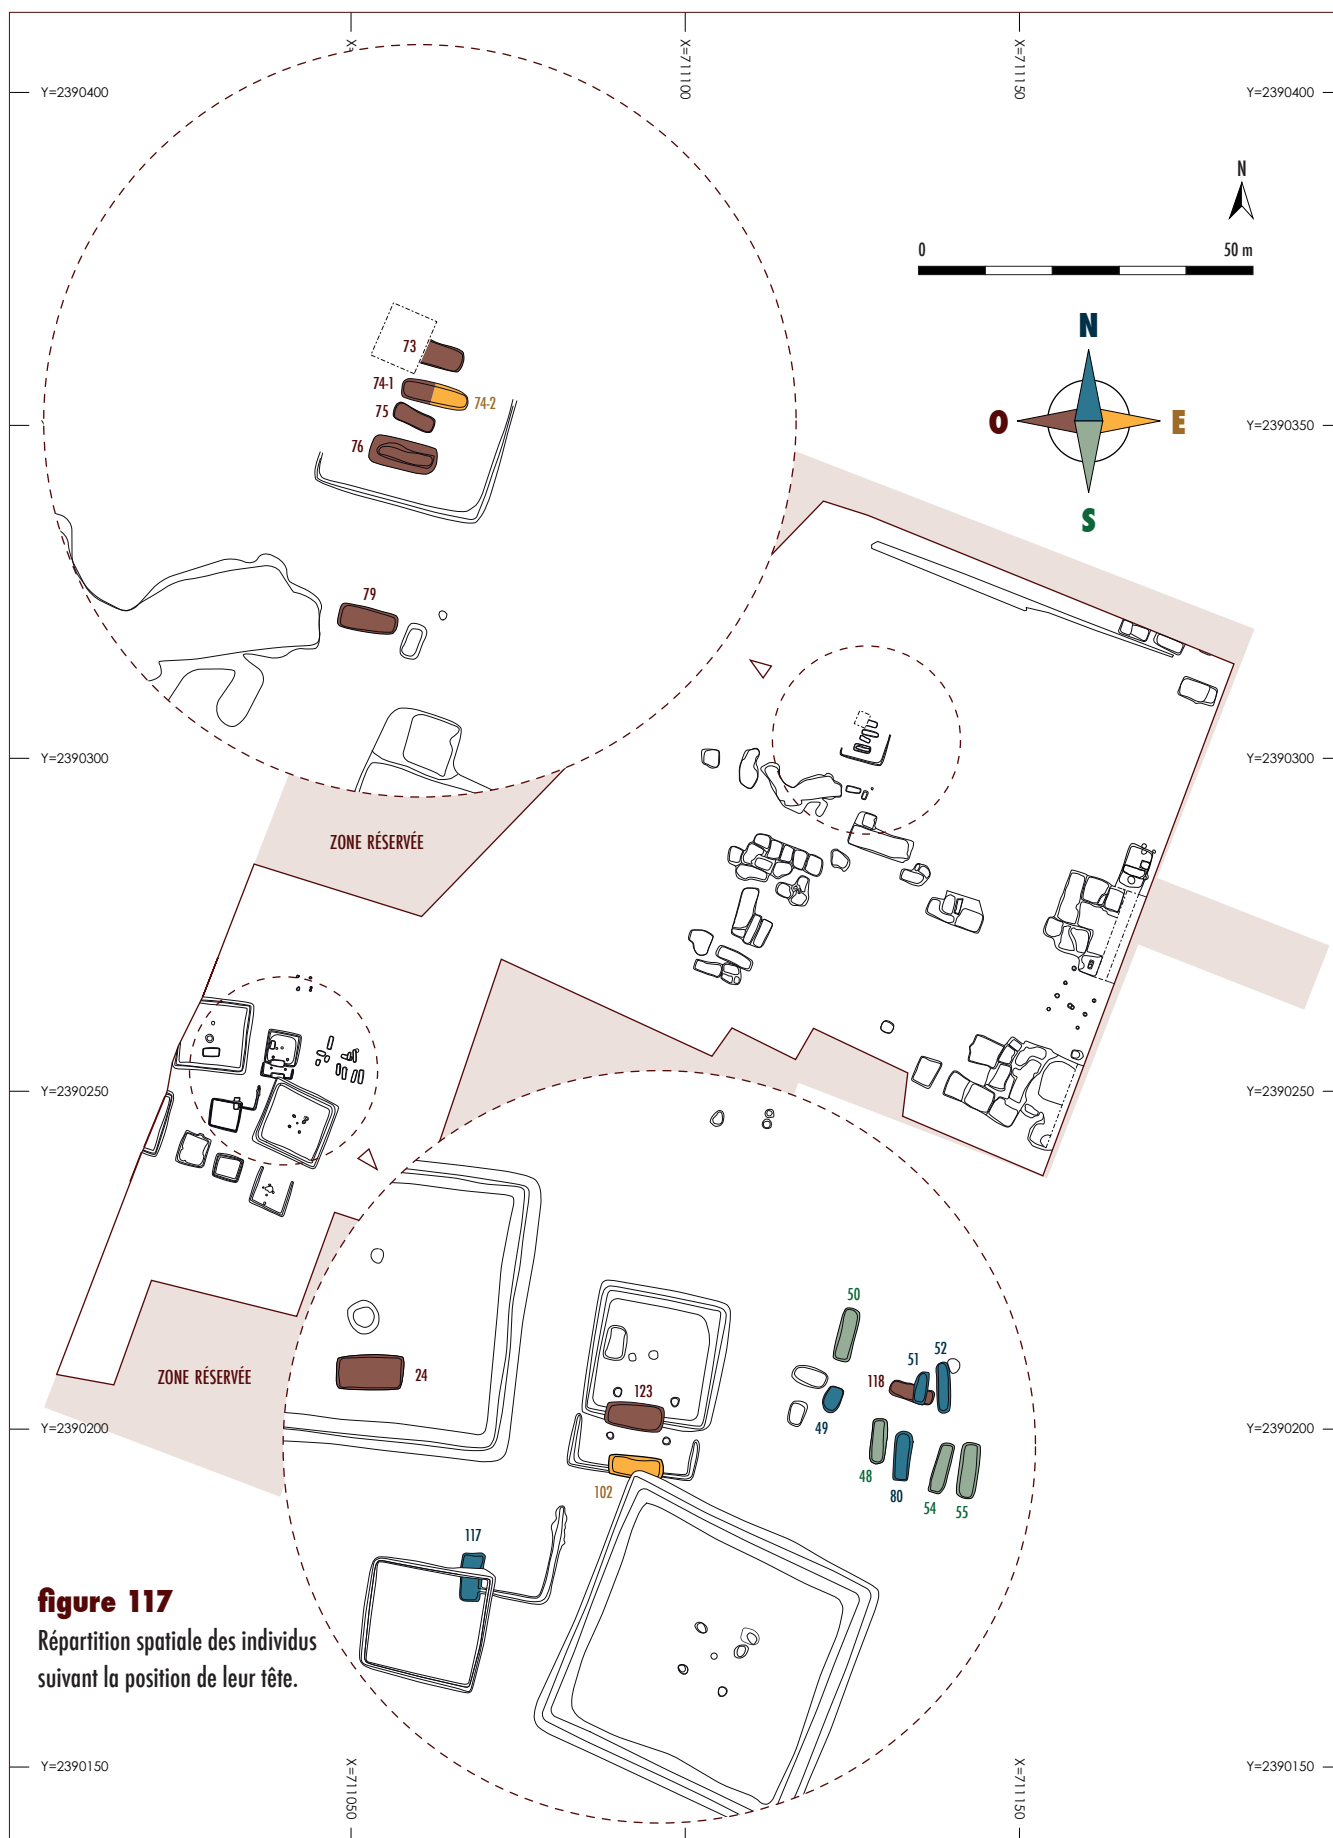 X=
X=711100
X=711150
Y=2390400
Y=2390400
N
0
50 m
N
O
E
S
73
74-1
74-2
75
76
Y=2390350
79
Y=2390300
Y=2390300
ZONE RÉSERVÉE
Y=2390250
Y=2390250
50
52
51
118
123
24
49
ZONE RÉSERVÉE
Y=2390200
Y=2390200
48
80
54
55
102
117
figure 117
Répartition spatiale des individus
suivant la position de leur tête.
Y=2390150
Y=2390150
X=711050
X=711150